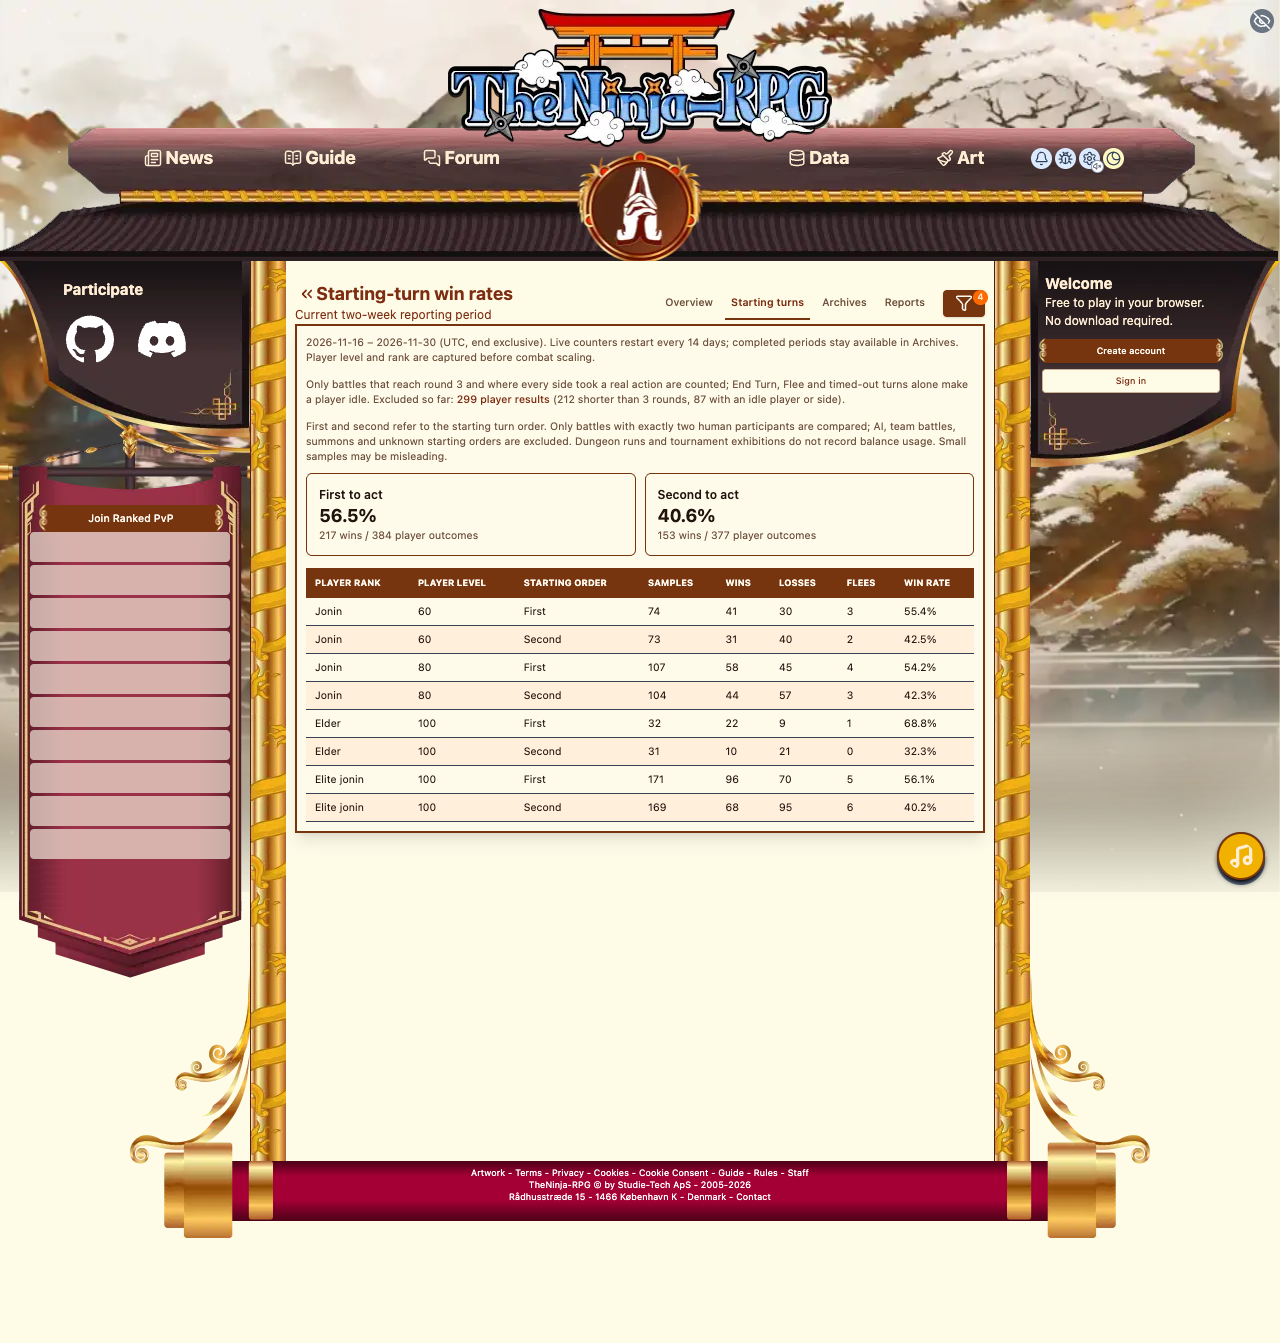 TheNinja-RPG
News
Guide
Forum
Data
Art
Participate
Join Ranked PvP
Starting-turn win rates
Current two-week reporting period
Overview
Starting turns
Archives
Reports
4
2026-11-16 – 2026-11-30 (UTC, end exclusive). Live counters restart every 14 days; completed periods stay available in Archives.
Player level and rank are captured before combat scaling.
Only battles that reach round 3 and where every side took a real action are counted; End Turn, Flee and timed-out turns alone make
a player idle. Excluded so far: 299 player results (212 shorter than 3 rounds, 87 with an idle player or side).
First and second refer to the starting turn order. Only battles with exactly two human participants are compared; AI, team battles,
summons and unknown starting orders are excluded. Dungeon runs and tournament exhibitions do not record balance usage. Small
samples may be misleading.
First to act
56.5%
217 wins / 384 player outcomes
Second to act
40.6%
153 wins / 377 player outcomes
PLAYER RANK PLAYER LEVEL STARTING ORDER SAMPLES WINS LOSSES FLEES WIN RATE
Jonin 60 First 74 41 30 3 55.4%
Jonin 60 Second 73 31 40 2 42.5%
Jonin 80 First 107 58 45 4 54.2%
Jonin 80 Second 104 44 57 3 42.3%
Elder 100 First 32 22 9 1 68.8%
Elder 100 Second 31 10 21 0 32.3%
Elite jonin 100 First 171 96 70 5 56.1%
Elite jonin 100 Second 169 68 95 6 40.2%
Welcome
Free to play in your browser.
No download required.
Create account
Sign in
Artwork - Terms - Privacy - Cookies - Cookie Consent - Guide - Rules - Staff
TheNinja-RPG © by Studie-Tech ApS - 2005-2026
Rådhusstræde 15 - 1466 København K - Denmark - Contact